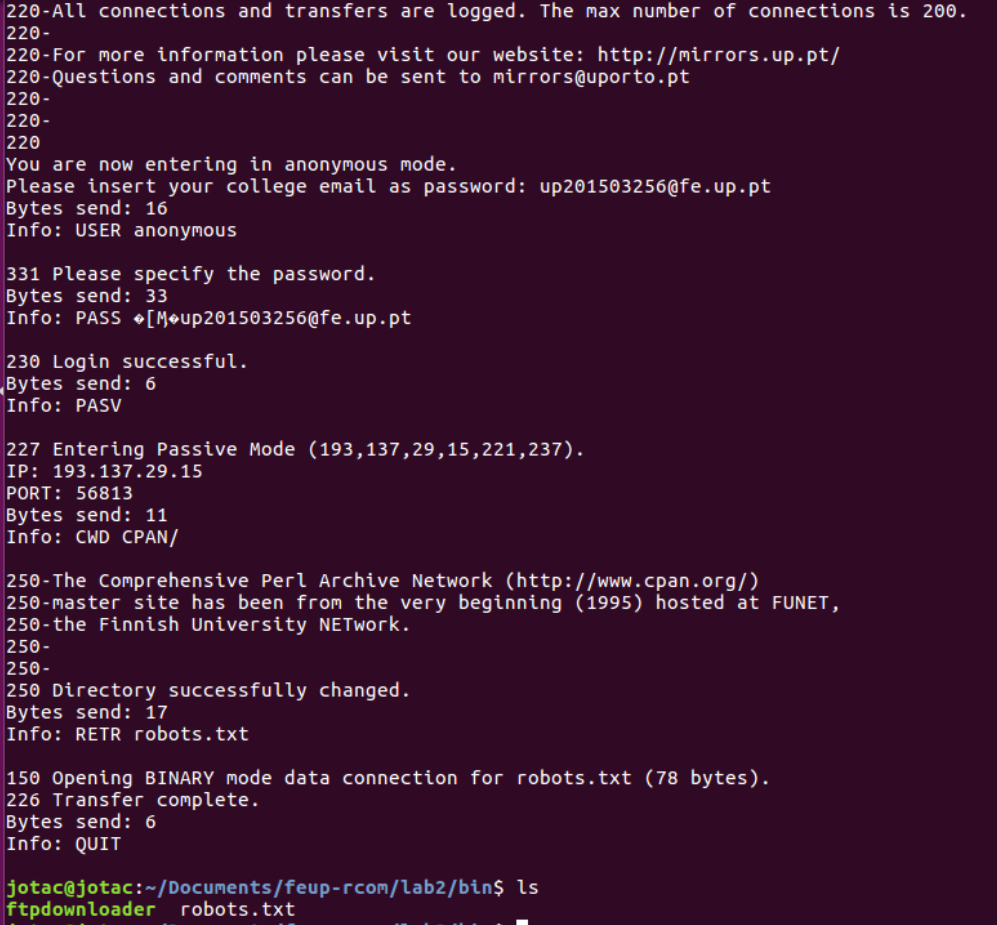 220-All connections and transfers are logged. The max number of connections is 200.
220-
220-For more information please visit our website: http://mirrors.up.pt/
220-Questions and comments can be sent to mirrors@uporto.pt
220-
220-
220
You are now entering in anonymous mode.
Please insert your college email as password: up201503256@fe.up.pt
Bytes send: 16
Info: USER anonymous

331 Please specify the password.
Bytes send: 33
Info: PASS �[Ϻ�up201503256@fe.up.pt

230 Login successful.
Bytes send: 6
Info: PASV

227 Entering Passive Mode (193,137,29,15,221,237).
IP: 193.137.29.15
PORT: 56813
Bytes send: 11
Info: CWD CPAN/

250-The Comprehensive Perl Archive Network (http://www.cpan.org/)
250-master site has been from the very beginning (1995) hosted at FUNET,
250-the Finnish University NETwork.
250-
250-
250 Directory successfully changed.
Bytes send: 17
Info: RETR robots.txt

150 Opening BINARY mode data connection for robots.txt (78 bytes).
226 Transfer complete.
Bytes send: 6
Info: QUIT

jotac@jotac:~/Documents/feup-rcom/lab2/bin$ ls
ftpdownloader  robots.txt